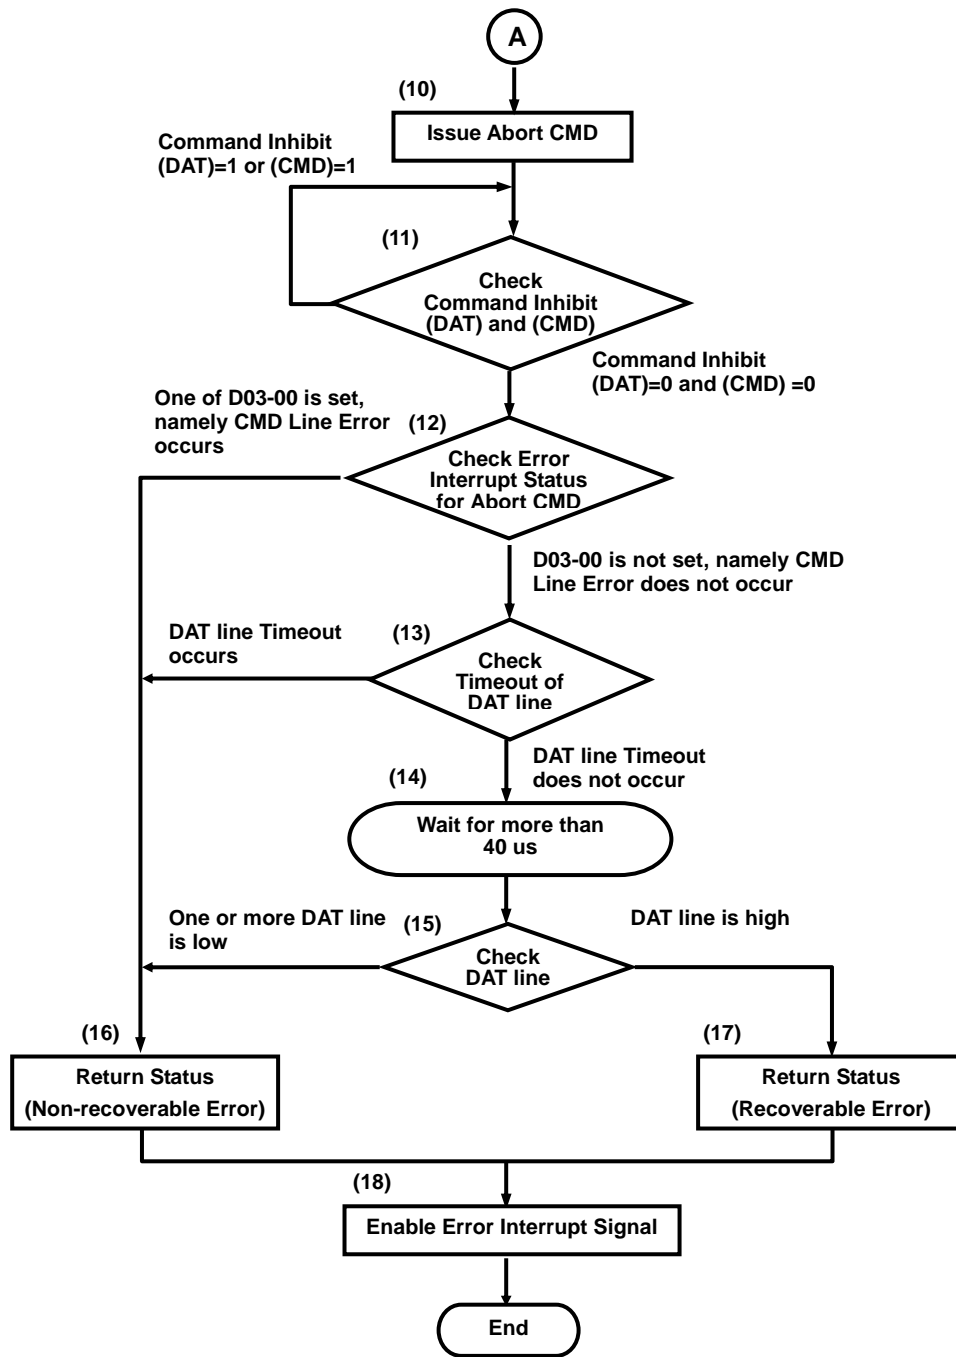 A
(10)
Issue Abort CMD
Command Inhibit
(DAT)=1 or (CMD)=1
(11)
Check
Command Inhibit
(DAT) and (CMD)
Command Inhibit
(DAT)=0 and (CMD) =0
One of D03-00 is set,
namely CMD Line Error
occurs
(12)
Check Error
Interrupt Status
for Abort CMD
D03-00 is not set, namely CMD
Line Error does not occur
DAT line Timeout
occurs
(13)
Check
Timeout of
DAT line
DAT line Timeout
does not occur
(14)
Wait for more than
40 us
One or more DAT line
is low
(15)
DAT line is high
Check
DAT line
(16)
Return Status
(Non-recoverable Error)
(17)
Return Status
(Recoverable Error)
(18)
Enable Error Interrupt Signal
End